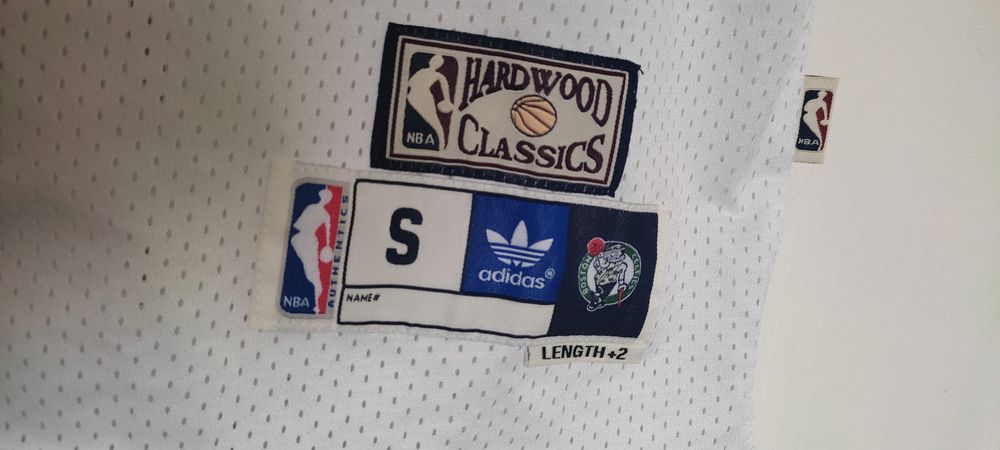 HARDWOOD
CLASSICS
NBA
NBA
NBA
AUTHENTICS
S
adidas®
BOSTON
CELTICS
NAME#
LENGTH +2